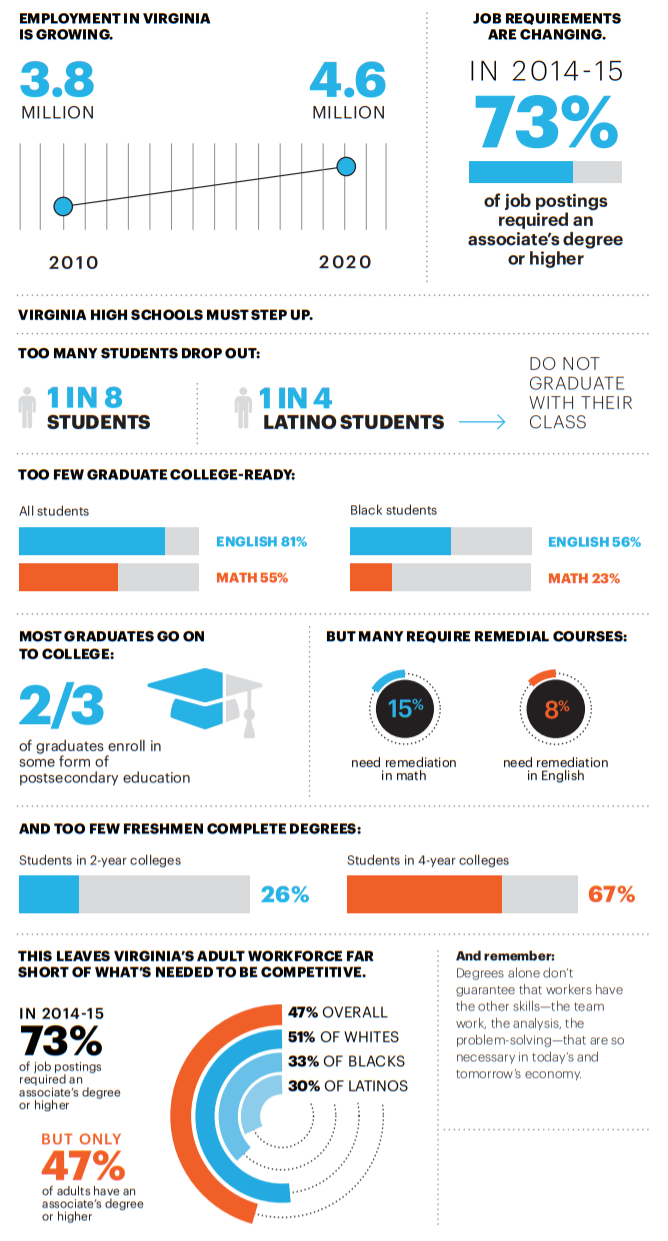 EMPLOYMENT IN VIRGINIA
IS GROWING.
3.8
MILLION
4.6
MILLION
2010
2020
JOB REQUIREMENTS
ARE CHANGING.
IN 2014-15
73%
of job postings
required an
associate's degree
or higher
VIRGINIA HIGH SCHOOLS MUST STEP UP.
TOO MANY STUDENTS DROP OUT:
1 IN 8
STUDENTS
1 IN 4
LATINO STUDENTS
DO NOT
GRADUATE
WITH THEIR
CLASS
TOO FEW GRADUATE COLLEGE-READY:
All students
ENGLISH 81%
MATH 55%
Black students
ENGLISH 56%
MATH 23%
MOST GRADUATES GO ON
TO COLLEGE:
2/3
of graduates enroll in
some form of
postsecondary education
BUT MANY REQUIRE REMEDIAL COURSES:
15%
need remediation
in math
8%
need remediation
in English
AND TOO FEW FRESHMEN COMPLETE DEGREES:
Students in 2-year colleges
26%
Students in 4-year colleges
67%
THIS LEAVES VIRGINIA'S ADULT WORKFORCE FAR
SHORT OF WHAT'S NEEDED TO BE COMPETITIVE.
IN 2014-15
73%
of job postings
required an
associate's degree
or higher
BUT ONLY
47%
of adults have an
associate's degree
or higher
47% OVERALL
51% OF WHITES
33% OF BLACKS
30% OF LATINOS
And remember:
Degrees alone don't
guarantee that workers have
the other skills—the team
work, the analysis, the
problem-solving—that are so
necessary in today's and
tomorrow's economy.